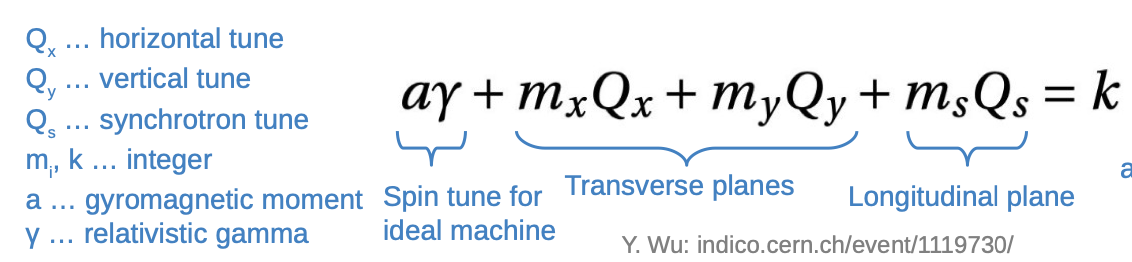 Qx … horizontal tune
Qy … vertical tune
Qs … synchrotron tune
mi, k … integer
a … gyromagnetic moment
γ … relativistic gamma
aγ + mxQx + myQy + msQs = k
Spin tune for
ideal machine
Transverse planes
Longitudinal plane
a
Y. Wu: indico.cern.ch/event/1119730/